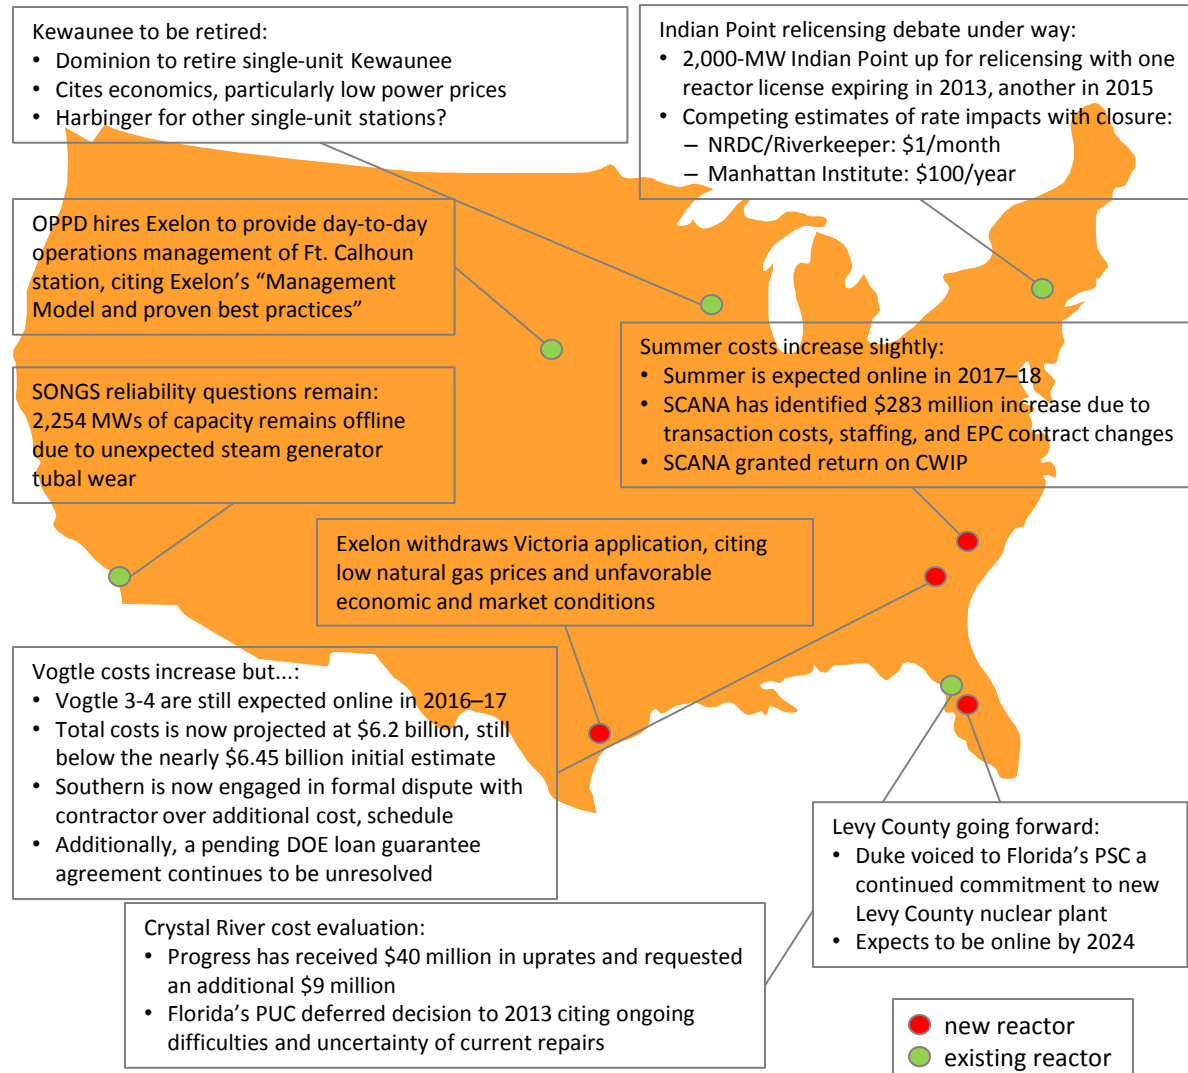 Kewaunee to be retired:
• Dominion to retire single-unit Kewaunee
• Cites economics, particularly low power prices
• Harbinger for other single-unit stations?
Indian Point relicensing debate under way:
• 2,000-MW Indian Point up for relicensing with one
reactor license expiring in 2013, another in 2015
• Competing estimates of rate impacts with closure:
– NRDC/Riverkeeper: $1/month
– Manhattan Institute: $100/year
OPPD hires Exelon to provide day-to-day
operations management of Ft. Calhoun
station, citing Exelon’s “Management
Model and proven best practices”
Summer costs increase slightly:
• Summer is expected online in 2017–18
• SCANA has identified $283 million increase due to
transaction costs, staffing, and EPC contract changes
• SCANA granted return on CWIP
SONGS reliability questions remain:
2,254 MWs of capacity remains offline
due to unexpected steam generator
tubal wear
Exelon withdraws Victoria application, citing
low natural gas prices and unfavorable
economic and market conditions
Vogtle costs increase but...:
• Vogtle 3-4 are still expected online in 2016–17
• Total costs is now projected at $6.2 billion, still
below the nearly $6.45 billion initial estimate
• Southern is now engaged in formal dispute with
contractor over additional cost, schedule
• Additionally, a pending DOE loan guarantee
agreement continues to be unresolved
Levy County going forward:
• Duke voiced to Florida’s PSC a
continued commitment to new
Levy County nuclear plant
• Expects to be online by 2024
Crystal River cost evaluation:
• Progress has received $40 million in uprates and requested
an additional $9 million
• Florida’s PUC deferred decision to 2013 citing ongoing
difficulties and uncertainty of current repairs
new reactor
existing reactor